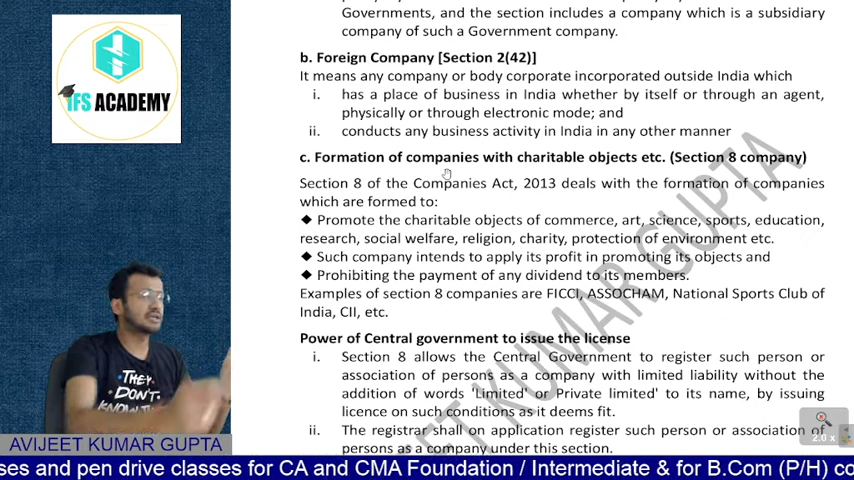 Governments, and the section includes a company which is a subsidiary
company of such a Government company.
b. Foreign Company [Section 2(42)]
It means any company or body corporate incorporated outside India which
i. has a place of business in India whether by itself or through an agent,
physically or through electronic mode; and
ii. conducts any business activity in India in any other manner
c. Formation of companies with charitable objects etc. (Section 8 company)
Section 8 of the Companies Act, 2013 deals with the formation of companies
which are formed to:
◆ Promote the charitable objects of commerce, art, science, sports, education,
research, social welfare, religion, charity, protection of environment etc.
◆ Such company intends to apply its profit in promoting its objects and
◆ Prohibiting the payment of any dividend to its members.
Examples of section 8 companies are FICCI, ASSOCHAM, National Sports Club of
India, CII, etc.
Power of Central government to issue the license
i. Section 8 allows the Central Government to register such person or
association of persons as a company with limited liability without the
addition of words 'Limited' or 'Private limited' to its name, by issuing
licence on such conditions as it deems fit.
ii. The registrar shall on application register such person or association of
persons as a company under this section.
IFS ACADEMY
THEY
DON'T
KNOW
KUMAR GUPTA
2.0 x
AVIJEET KUMAR GUPTA
ses and pen drive classes for CA and CMA Foundation / Intermediate & for B.Com (P/H) co